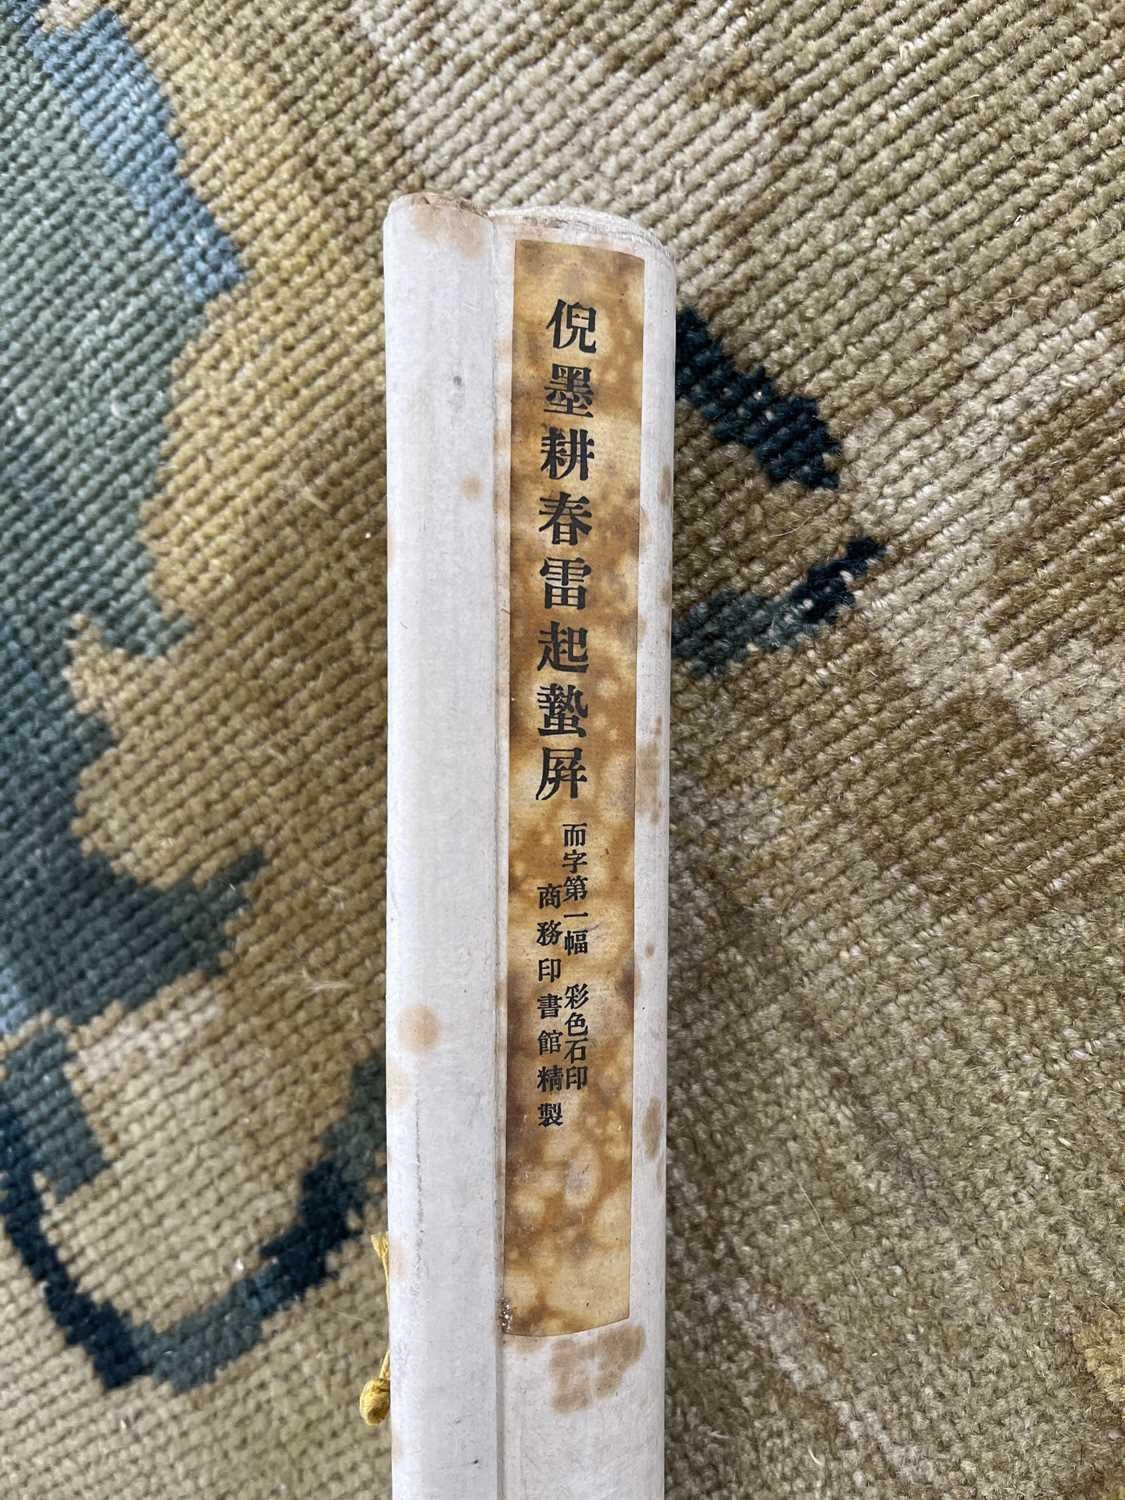 倪墨耕春雷起蟄屏
而字第一幅 彩色石印
商務印書館精製